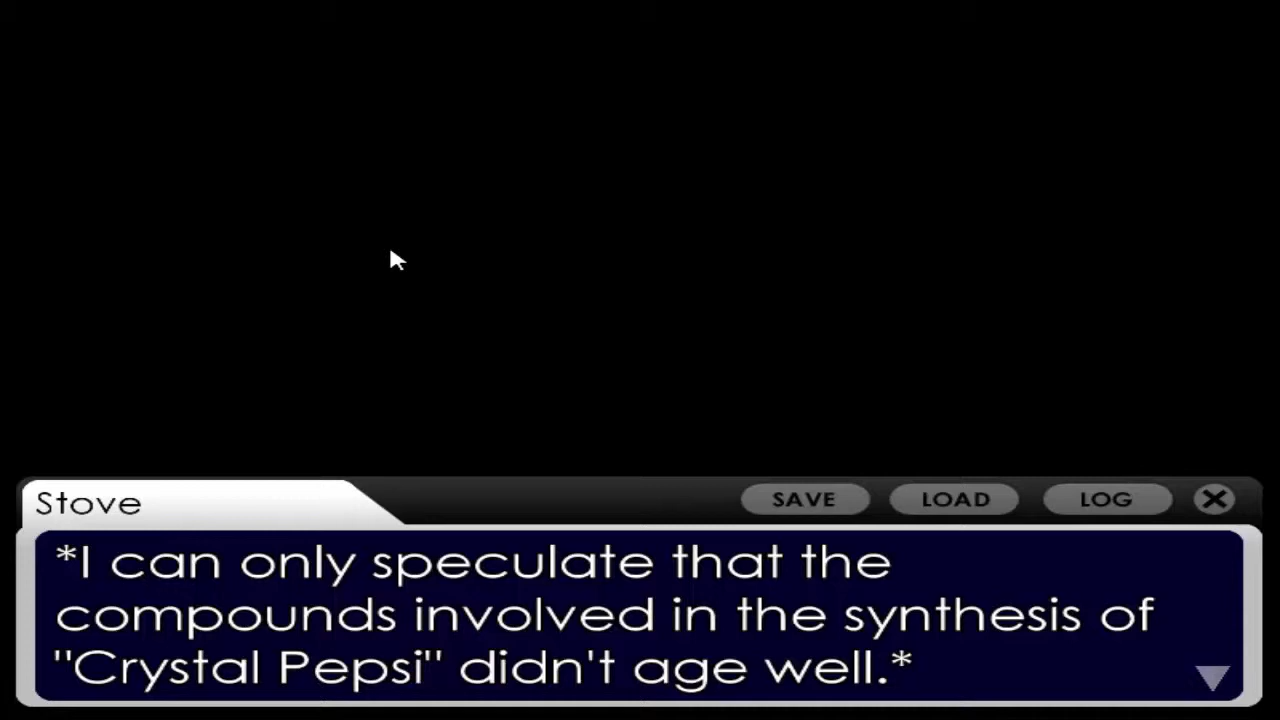 Stove
SAVE
LOAD
LOG
*I can only speculate that the
compounds involved in the synthesis of
"Crystal Pepsi" didn't age well.*